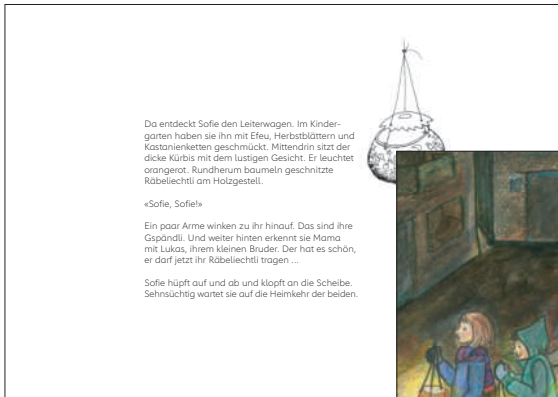 Da entdeckt Sofie den Leiterwagen. Im Kinder-
garten haben sie ihn mit Efeu, Herbstblättern und
Kastanienketten geschmückt. Mittendrin sitzt der
dicke Kürbis mit dem lustigen Gesicht. Er leuchtet
orangerot. Rundherum baumeln geschnitzte
Räbeliechtli am Holzgestell.
«Sofie, Sofie!»
Ein paar Arme winken zu ihr hinauf. Das sind ihre
Gspändli. Und weiter hinten erkennt sie Mama
mit Lukas, ihrem kleinen Bruder. Der hat es schön,
er darf jetzt ihr Räbeliechtli tragen ...
Sofie hüpft auf und ab und klopft an die Scheibe.
Sehnsüchtig wartet sie auf die Heimkehr der beiden.